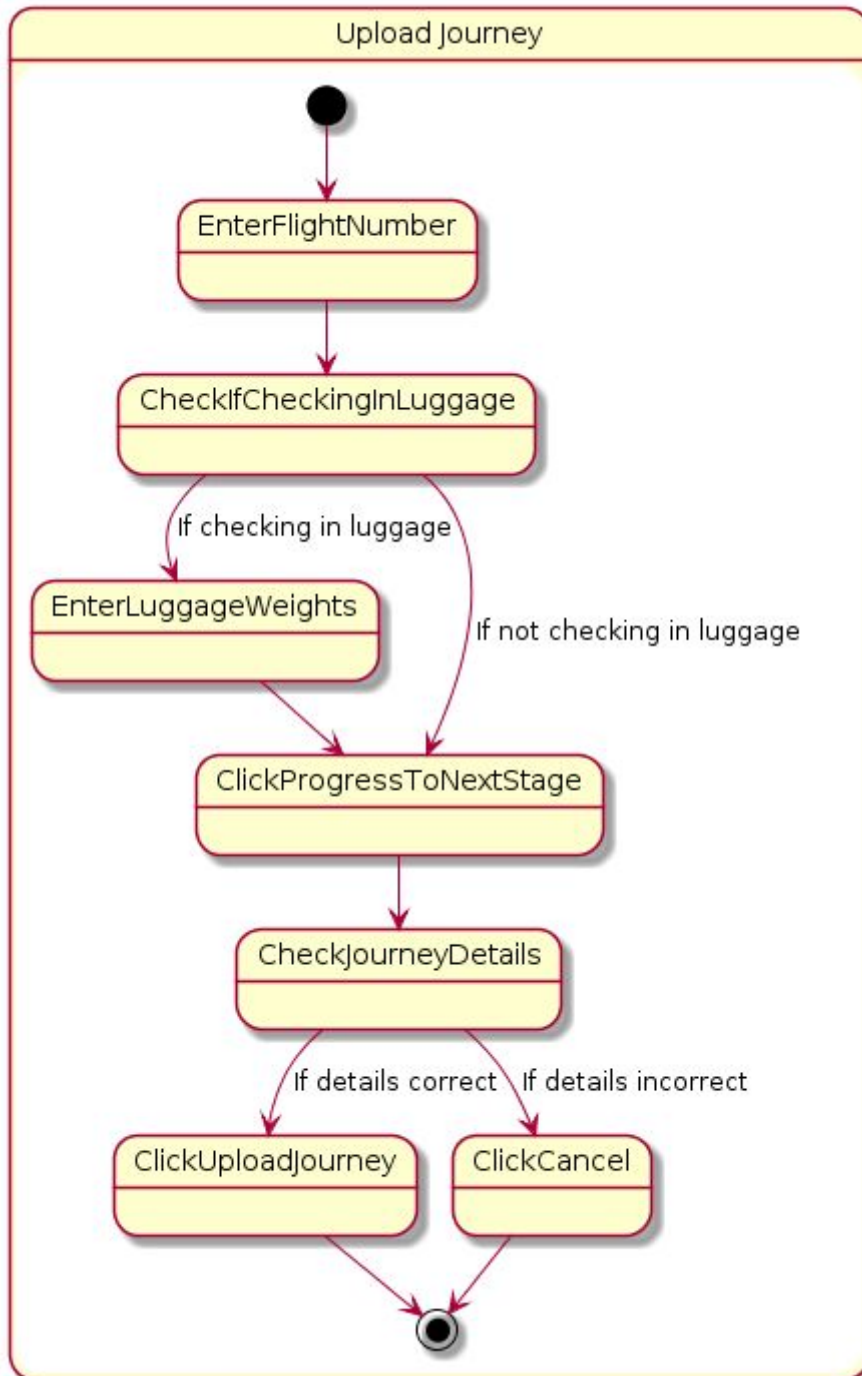 Upload Journey
EnterFlightNumber
CheckIfCheckingInLuggage
If checking in luggage
EnterLuggageWeights
If not checking in luggage
ClickProgressToNextStage
CheckJourneyDetails
If details correct
If details incorrect
ClickUploadJourney
ClickCancel